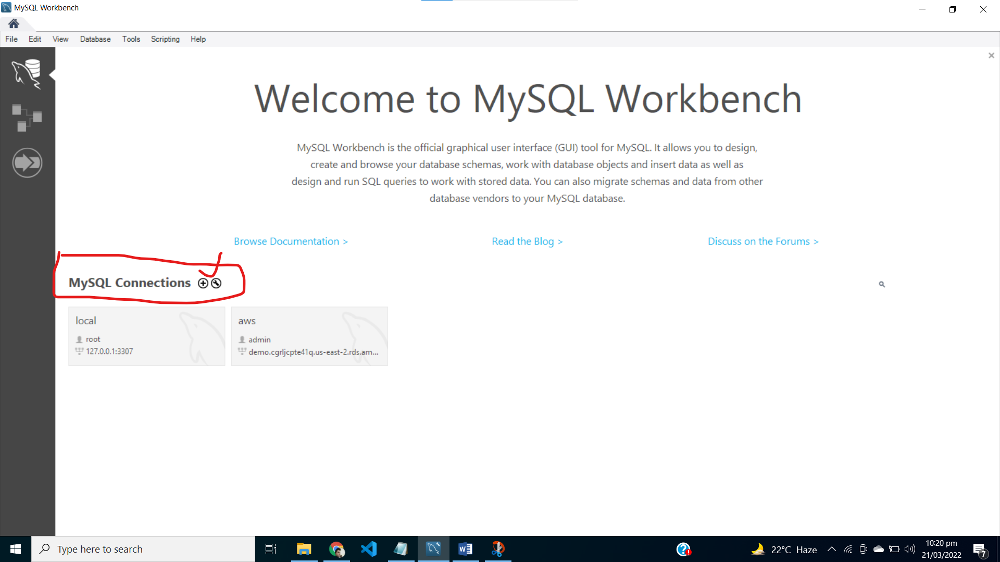 MySQL Workbench
File Edit View Database Tools Scripting Help
Welcome to MySQL Workbench
MySQL Workbench is the official graphical user interface (GUI) tool for MySQL. It allows you to design,
create and browse your database schemas, work with database objects and insert data as well as
design and run SQL queries to work with stored data. You can also migrate schemas and data from other
database vendors to your MySQL database.
Browse Documentation > Read the Blog > Discuss on the Forums >
MySQL Connections
local
root
127.0.0.1:3307
aws
admin
demo.cgrljcpte41q.us-east-2.rds.am...
Type here to search
22°C Haze
10:20 pm
21/03/2022
7